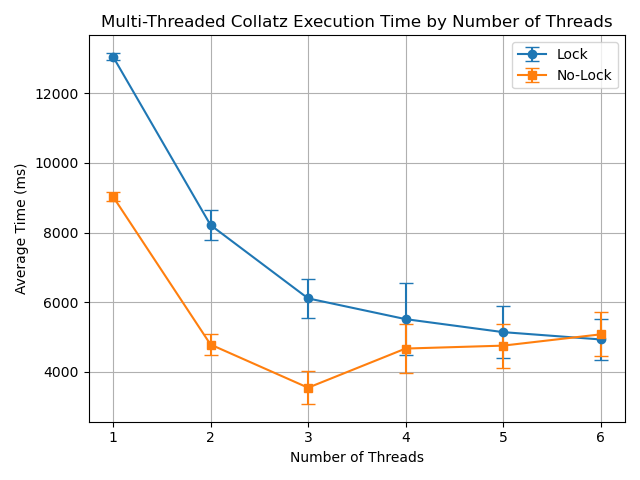 Multi-Threaded Collatz Execution Time by Number of Threads
Lock
No-Lock
12000
10000
8000
6000
4000
Average Time (ms)
1 2 3 4 5 6
Number of Threads